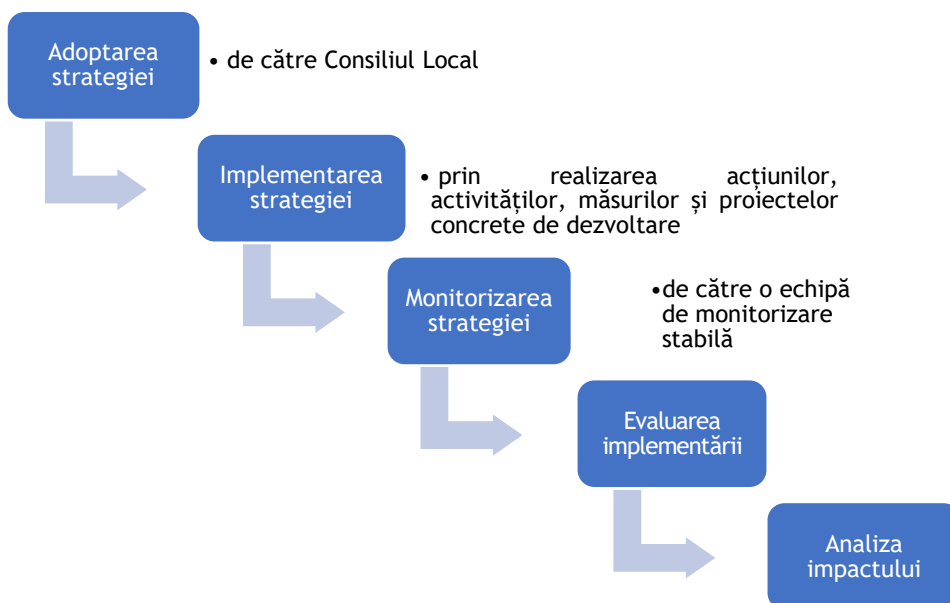 Adoptarea
strategiei
• de către Consiliul Local
Implementarea
strategiei
• prin realizarea acțiunilor,
activităților, măsurilor și proiectelor
concrete de dezvoltare
Monitorizarea
strategiei
•de către o echipă
de monitorizare
stabilă
Evaluarea
implementării
Analiza
impactului